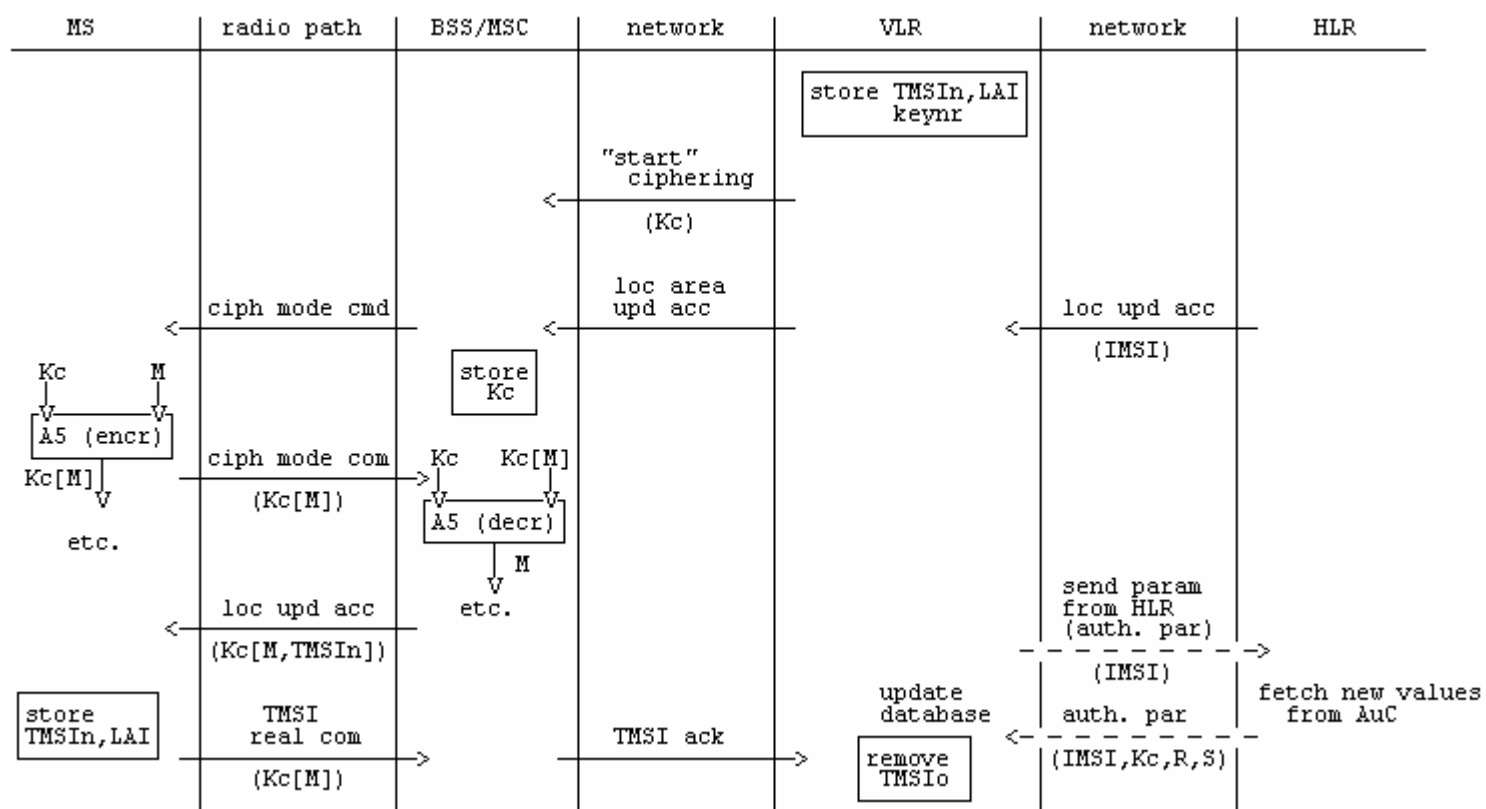 MS radio path BSS/MSC network VLR network HLR
store TMSIn,LAI
keynr
"start"
ciphering
(Kc)
loc area
ciph mode cmd upd acc loc upd acc
(IMSI)
Kc M store
Kc
A5 (encr)
ciph mode com Kc Kc[M]
Kc[M]
(Kc[M])
A5 (decr)
etc.
M
send param
loc upd acc etc. from HLR
(auth. par)
(Kc[M,TMSIn])
(IMSI)
update fetch new values
store TMSI database auth. par from AuC
TMSIn,LAI real com TMSI ack
remove (IMSI,Kc,R,S)
(Kc[M]) TMSIo